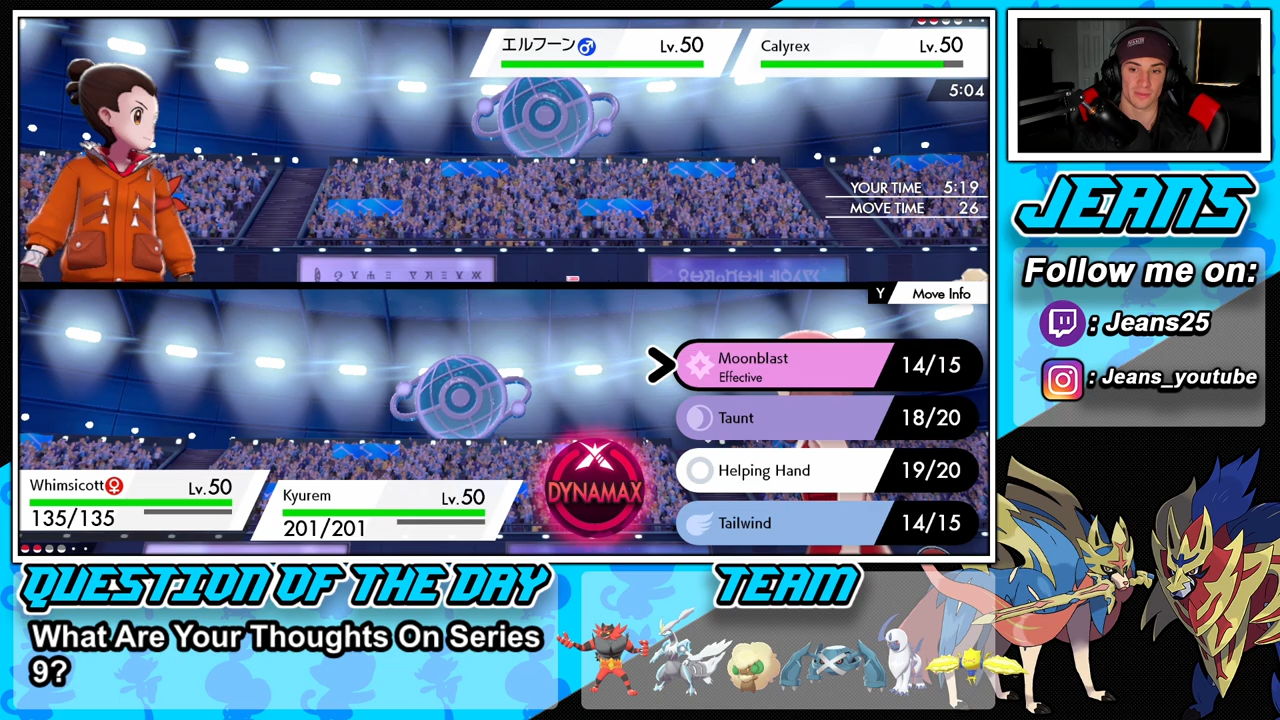 エルフーン Lv.50
Calyrex Lv.50
5:04
YOUR TIME 5:19
MOVE TIME 26
Y Move Info
Moonblast 14/15
Effective
Taunt 18/20
Helping Hand 19/20
Tailwind 14/15
DYNAMAX
Whimsicott Lv.50
135/135
Kyurem Lv.50
201/201
JEANS
Follow me on:
: Jeans25
: Jeans_youtube
QUESTION OF THE DAY
What Are Your Thoughts On Series
9?
TEAM